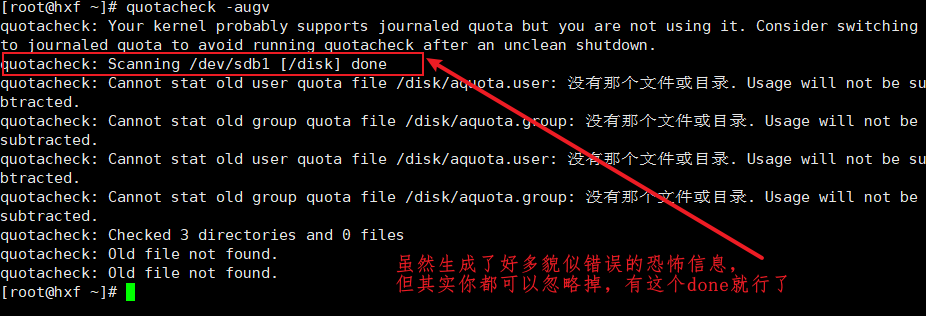 [root@hxf ~]# quotacheck -augv
quotacheck: Your kernel probably supports journaled quota but you are not using it. Consider switching
to journaled quota to avoid running quotacheck after an unclean shutdown.
quotacheck: Scanning /dev/sdb1 [/disk] done
quotacheck: Cannot stat old user quota file /disk/aquota.user: 没有那个文件或目录. Usage will not be su
btracted.
quotacheck: Cannot stat old group quota file /disk/aquota.group: 没有那个文件或目录. Usage will not be
subtracted.
quotacheck: Cannot stat old user quota file /disk/aquota.user: 没有那个文件或目录. Usage will not be su
btracted.
quotacheck: Cannot stat old group quota file /disk/aquota.group: 没有那个文件或目录. Usage will not be
subtracted.
quotacheck: Checked 3 directories and 0 files
quotacheck: Old file not found.
quotacheck: Old file not found.
[root@hxf ~]#
虽然生成了好多貌似错误的恐怖信息，
但其实你都可以忽略掉，有这个done就行了